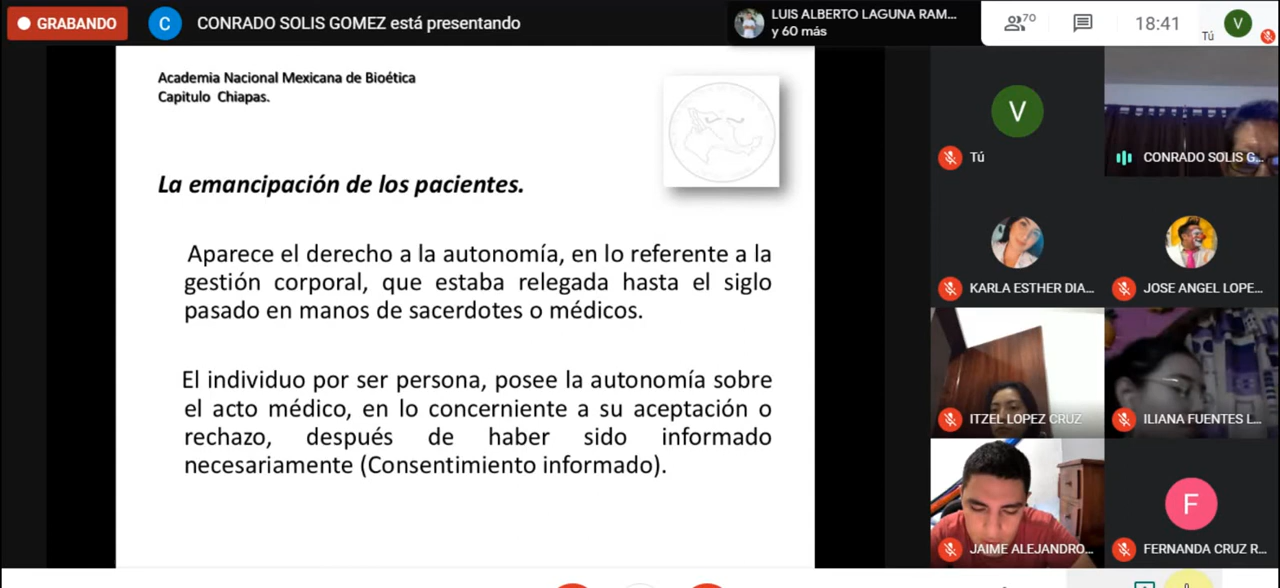 GRABANDO
C
CONRADO SOLIS GOMEZ está presentando
LUIS ALBERTO LAGUNA RAM...
y 60 más
70
18:41
Tú
V
Academia Nacional Mexicana de Bioética
Capitulo Chiapas.
La emancipación de los pacientes.
Aparece el derecho a la autonomía, en lo referente a la
gestión corporal, que estaba relegada hasta el siglo
pasado en manos de sacerdotes o médicos.
El individuo por ser persona, posee la autonomía sobre
el acto médico, en lo concerniente a su aceptación o
rechazo, después de haber sido informado
necesariamente (Consentimiento informado).
V
Tú
CONRADO SOLIS G...
KARLA ESTHER DIA...
JOSE ANGEL LOPE...
ITZEL LOPEZ CRUZ
ILIANA FUENTES L...
JAIME ALEJANDRO...
F
FERNANDA CRUZ R...